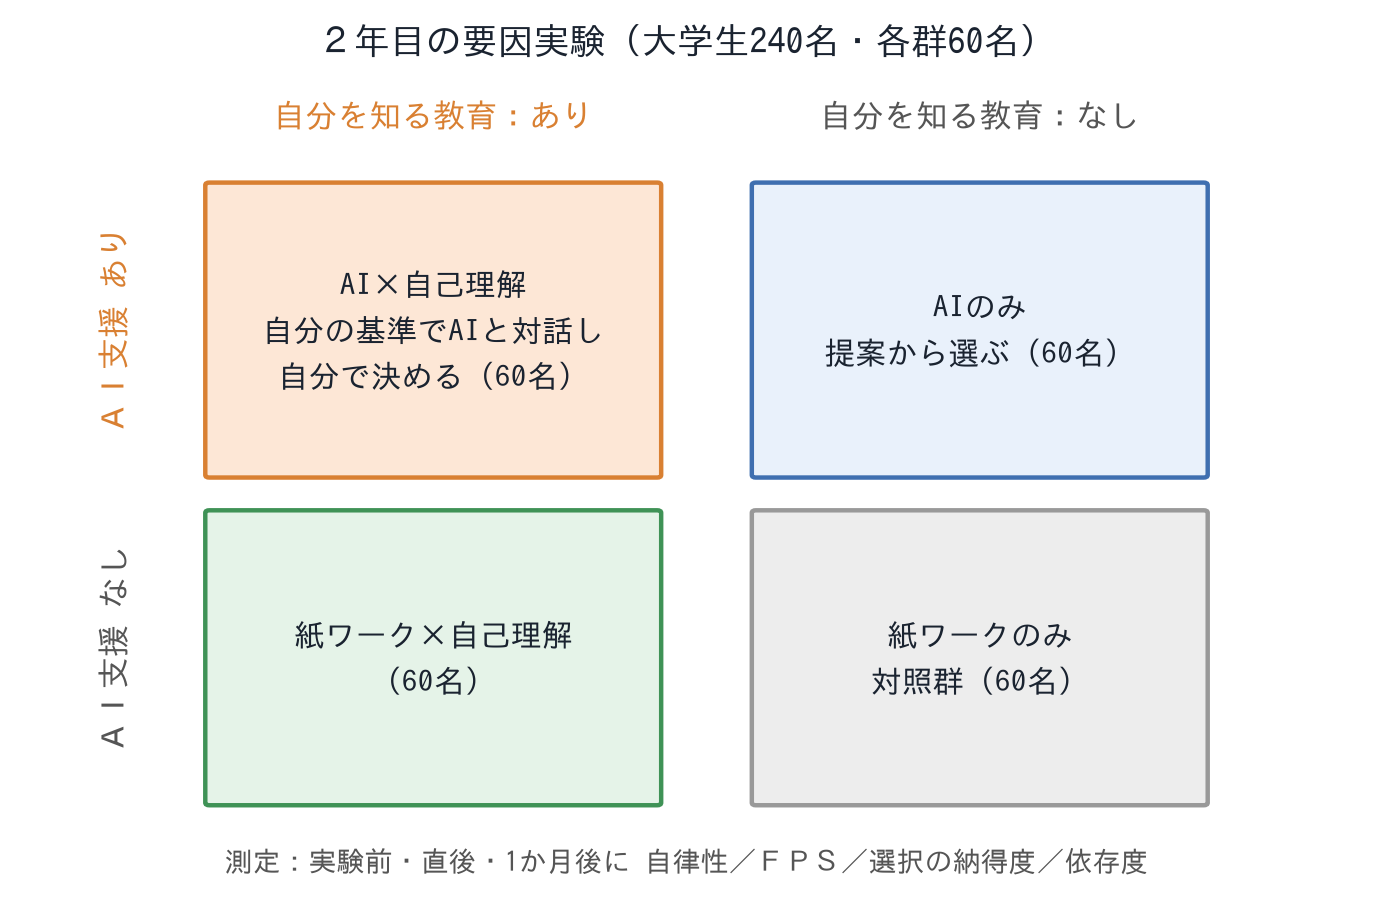 ２年目の要因実験（大学生240名・各群60名）
自分を知る教育：あり
自分を知る教育：なし
ＡＩ支援 あり
AI×自己理解
自分の基準でAIと対話し
自分で決める（60名）
AIのみ
提案から選ぶ（60名）
ＡＩ支援 なし
紙ワーク×自己理解
（60名）
紙ワークのみ
対照群（60名）
測定：実験前・直後・1か月後に 自律性／ＦＰＳ／選択の納得度／依存度